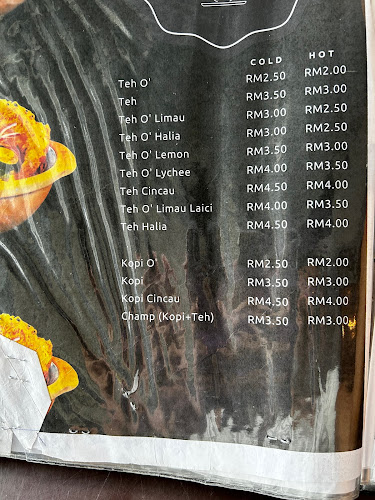 COLD HOT
Teh O' RM2.50 RM2.00
Teh RM3.50 RM3.00
Teh O' Limau RM3.00 RM2.50
Teh O' Halia RM3.00 RM2.50
Teh O' Lemon RM3.50 RM3.00
Teh O' Lychee RM4.00 RM3.50
Teh Cincau RM4.50 RM4.00
Teh O' Limau Laici RM4.00 RM3.50
Teh Halia RM4.50 RM4.00
Kopi O' RM2.50 RM2.00
Kopi RM3.50 RM3.00
Kopi Cincau RM4.50 RM4.00
Champ (Kopi+Teh) RM3.50 RM3.00